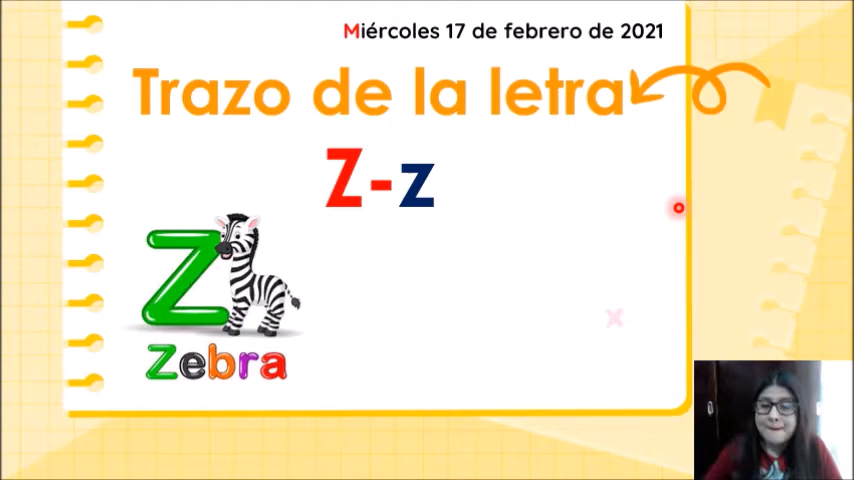 Miércoles 17 de febrero de 2021
Trazo de la letra
Z-z
Z
Zebra